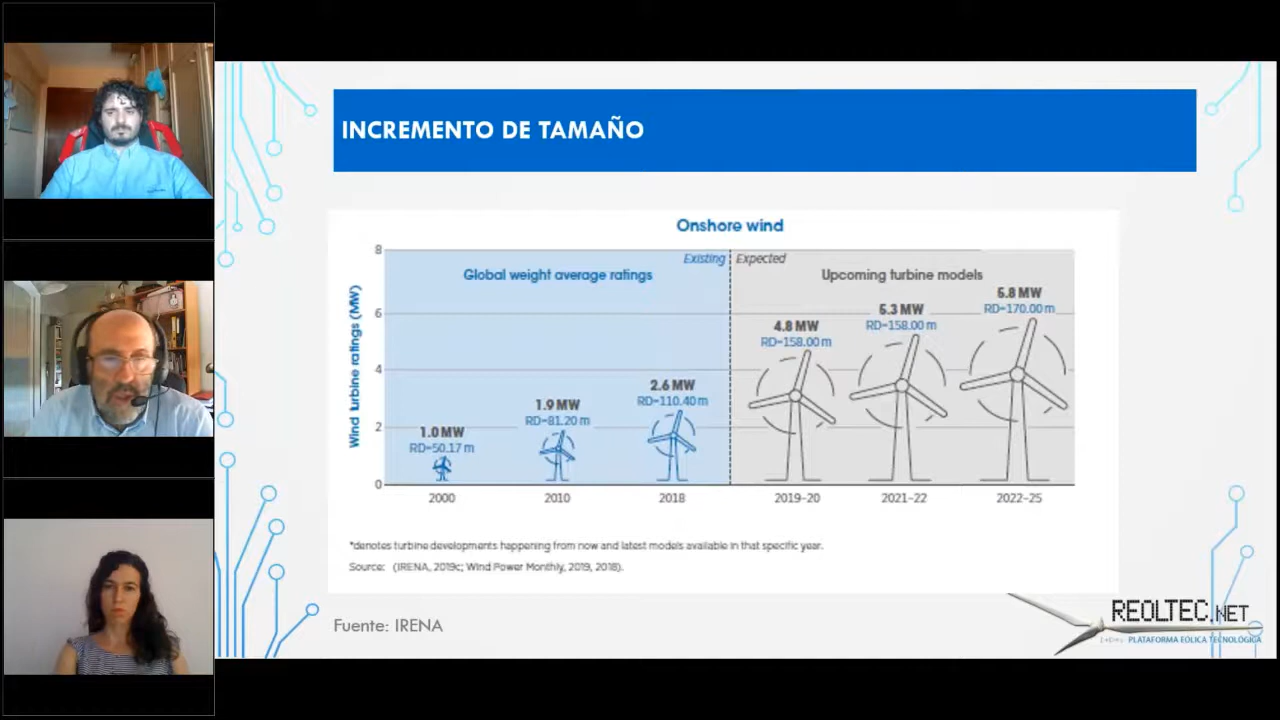 INCREMENTO DE TAMAÑO
Onshore wind
Wind turbine ratings (MW)
8
6
4
2
0
Existing
Expected
Global weight average ratings
Upcoming turbine models
1.0 MW
RD=50.17 m
1.9 MW
RD=81.20 m
2.6 MW
RD=110.40 m
4.8 MW
RD=158.00 m
5.3 MW
RD=158.00 m
5.8 MW
RD=170.00 m
2000
2010
2018
2019-20
2021-22
2022-25
*denotes turbine developments happening from now and latest models available in that specific year.
Source: (IRENA, 2019c; Wind Power Monthly, 2019, 2018).
Fuente: IRENA
REOLTEC.NET
PLATAFORMA EÓLICA TECNOLÓGICA